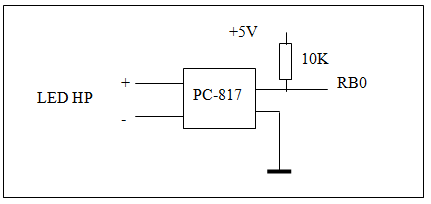 +5V
10K
+
PC-817
RB0
LED HP
-